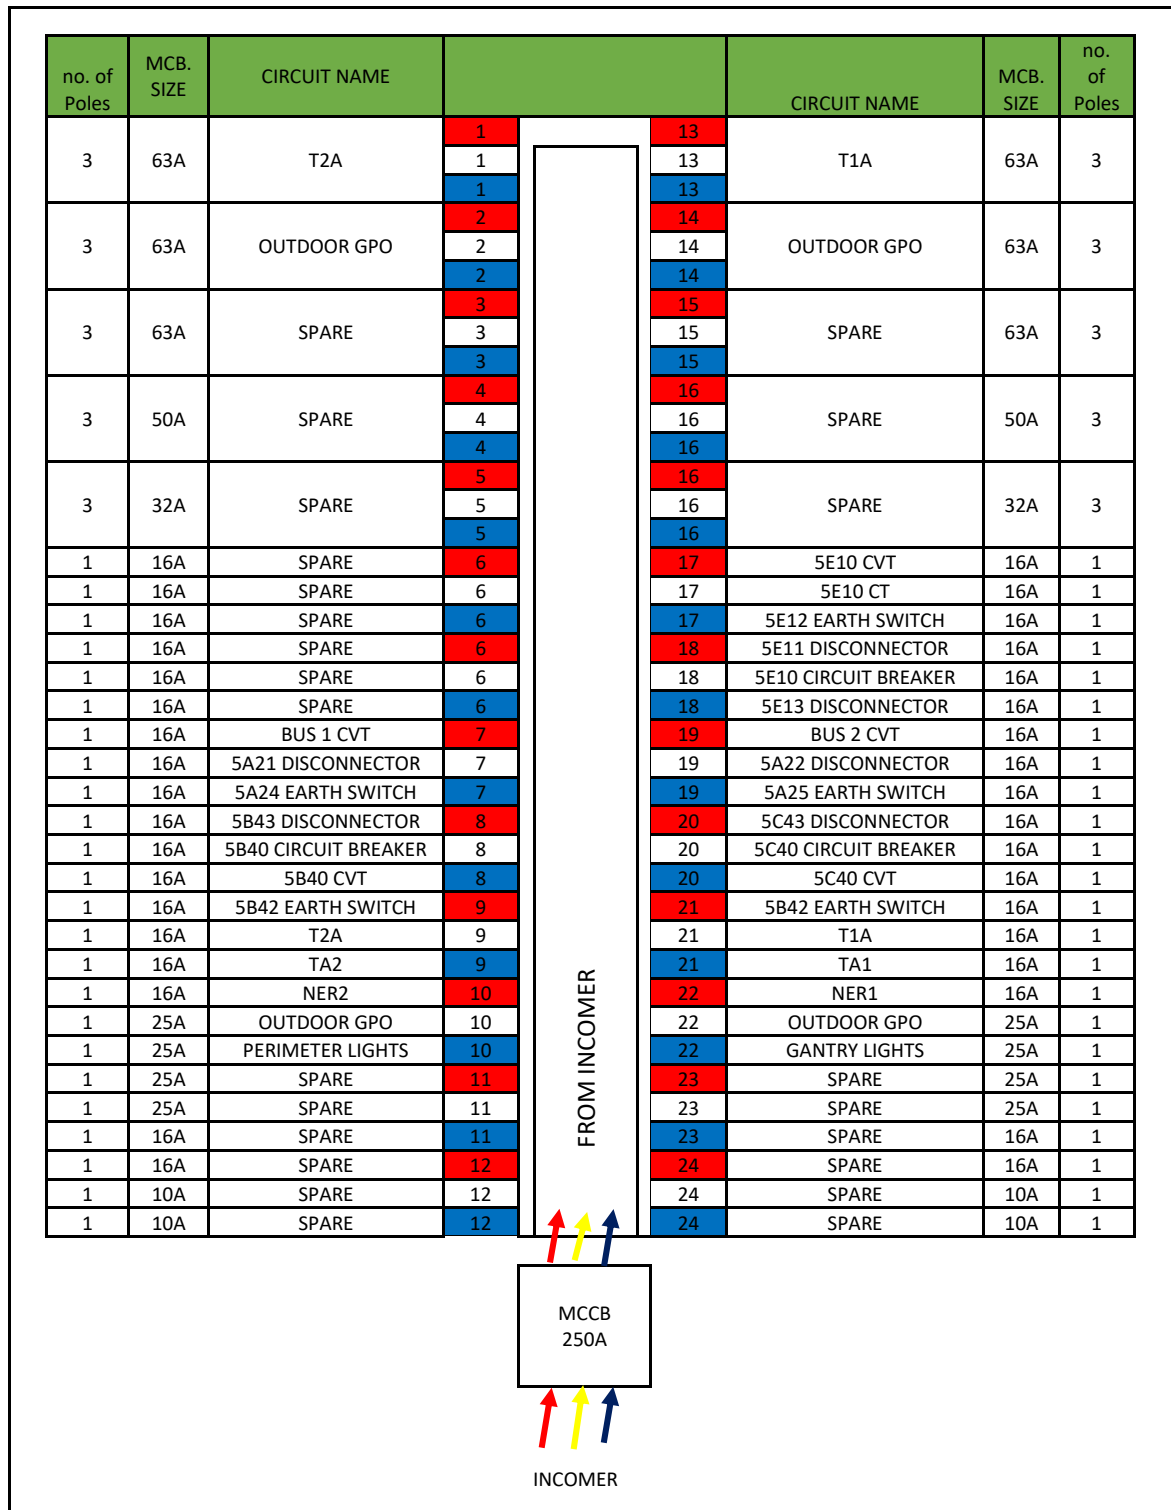 no. of Poles MCB. SIZE CIRCUIT NAME CIRCUIT NAME MCB. SIZE no. of Poles
1 13
3 63A T2A 1 13 T1A 63A 3
1 13
2 14
3 63A OUTDOOR GPO 2 14 OUTDOOR GPO 63A 3
2 14
3 15
3 63A SPARE 3 15 SPARE 63A 3
3 15
4 16
3 50A SPARE 4 16 SPARE 50A 3
4 16
5 16
3 32A SPARE 5 16 SPARE 32A 3
5 16
1 16A SPARE 6 17 5E10 CVT 16A 1
1 16A SPARE 6 17 5E10 CT 16A 1
1 16A SPARE 6 17 5E12 EARTH SWITCH 16A 1
1 16A SPARE 6 18 5E11 DISCONNECTOR 16A 1
1 16A SPARE 6 18 5E10 CIRCUIT BREAKER 16A 1
1 16A SPARE 6 18 5E13 DISCONNECTOR 16A 1
1 16A BUS 1 CVT 7 19 BUS 2 CVT 16A 1
1 16A 5A21 DISCONNECTOR 7 19 5A22 DISCONNECTOR 16A 1
1 16A 5A24 EARTH SWITCH 7 19 5A25 EARTH SWITCH 16A 1
1 16A 5B43 DISCONNECTOR 8 20 5C43 DISCONNECTOR 16A 1
1 16A 5B40 CIRCUIT BREAKER 8 20 5C40 CIRCUIT BREAKER 16A 1
1 16A 5B40 CVT 8 20 5C40 CVT 16A 1
1 16A 5B42 EARTH SWITCH 9 21 5B42 EARTH SWITCH 16A 1
1 16A T2A 9 21 T1A 16A 1
1 16A TA2 9 21 TA1 16A 1
1 16A NER2 10 22 NER1 16A 1
1 25A OUTDOOR GPO 10 22 OUTDOOR GPO 25A 1
1 25A PERIMETER LIGHTS 10 22 GANTRY LIGHTS 25A 1
1 25A SPARE 11 23 SPARE 25A 1
1 25A SPARE 11 23 SPARE 25A 1
1 16A SPARE 11 23 SPARE 16A 1
1 16A SPARE 12 24 SPARE 16A 1
1 10A SPARE 12 24 SPARE 10A 1
1 10A SPARE 12 24 SPARE 10A 1
FROM INCOMER
MCCB
250A
INCOMER